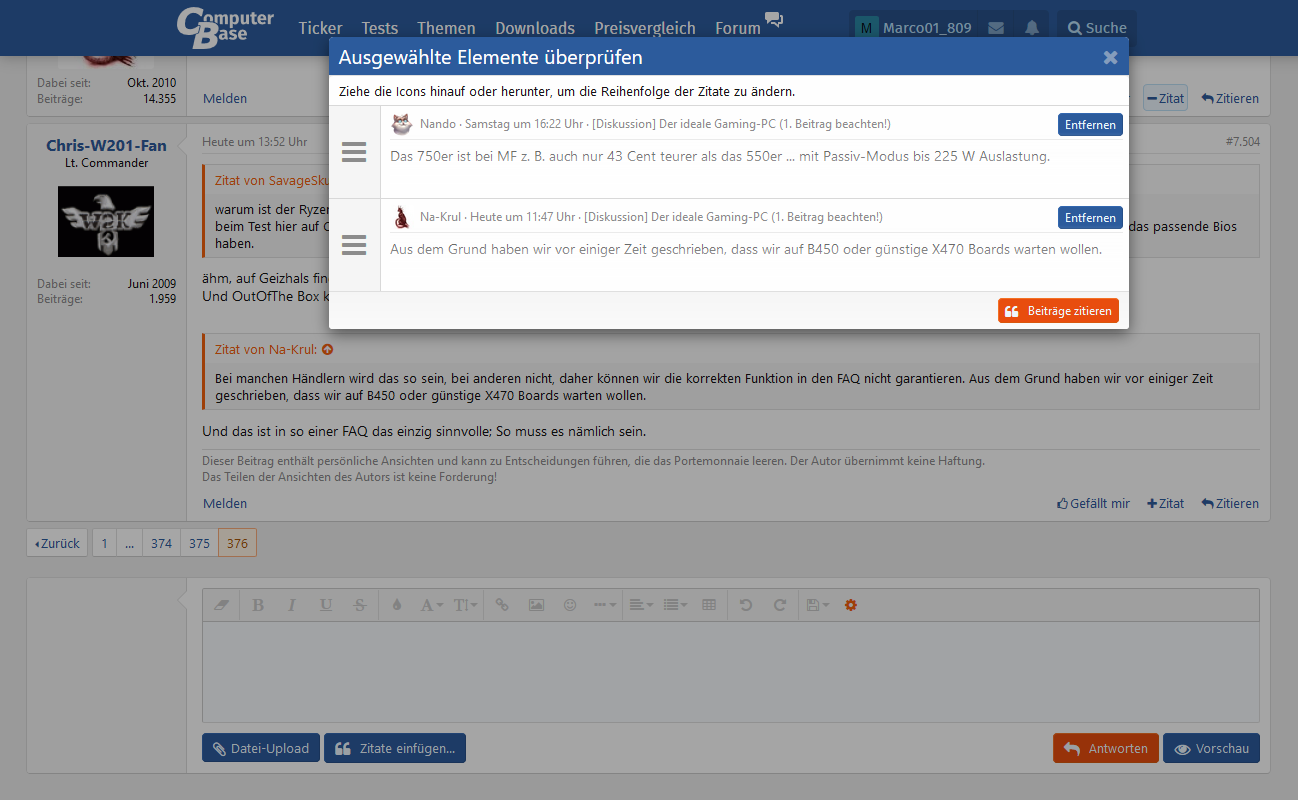 ComputerBase
Ticker Tests Themen Downloads Preisvergleich Forum M Marco01_809 Suche
Ausgewählte Elemente überprüfen
Ziehe die Icons hinauf oder herunter, um die Reihenfolge der Zitate zu ändern.
Nando · Samstag um 16:22 Uhr · [Diskussion] Der ideale Gaming-PC (1. Beitrag beachten!) Entfernen
Das 750er ist bei MF z. B. auch nur 43 Cent teurer als das 550er ... mit Passiv-Modus bis 225 W Auslastung.
Na-Krul · Heute um 11:47 Uhr · [Diskussion] Der ideale Gaming-PC (1. Beitrag beachten!) Entfernen
Aus dem Grund haben wir vor einiger Zeit geschrieben, dass wir auf B450 oder günstige X470 Boards warten wollen.
Beiträge zitieren
Dabei seit: Okt. 2010
Beiträge: 14.355
Melden Zitat Zitieren
Chris-W201-Fan
Lt. Commander
W2K
Dabei seit: Juni 2009
Beiträge: 1.959
Heute um 13:52 Uhr #7.504
Zitat von
warum ist der
beim Test hier auf das passende Bios
haben.
ähm, auf Geizhals
Und OutOfThe Box
Zitat von Na-Krul:
Bei manchen Händlern wird das so sein, bei anderen nicht, daher können wir die korrekten Funktion in den FAQ nicht garantieren. Aus dem Grund haben wir vor einiger Zeit
geschrieben, dass wir auf B450 oder günstige X470 Boards warten wollen.
Und das ist in so einer FAQ das einzig sinnvolle; So muss es nämlich sein.
Dieser Beitrag enthält persönliche Ansichten und kann zu Entscheidungen führen, die das Portemonnaie leeren. Der Autor übernimmt keine Haftung.
Das Teilen der Ansichten des Autors ist keine Forderung!
Melden Gefällt mir Zitat Zitieren
Zurück 1 ... 374 375 376
B I U S A TI
Datei-Upload Zitate einfügen... Antworten Vorschau